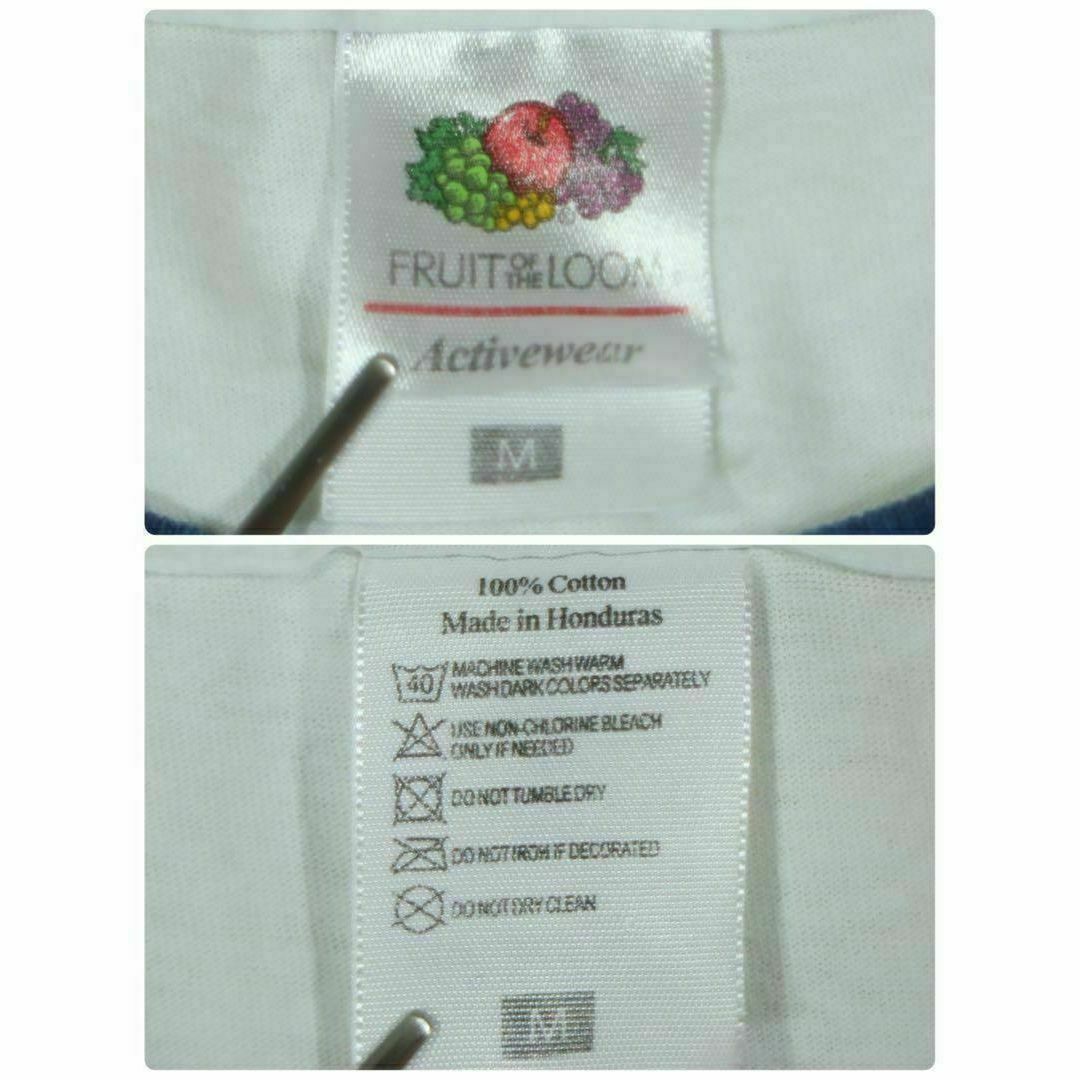 ®
FRUIT OF THE LOOM
Activewear
M
100% Cotton
Made in Honduras
40
MACHINE WASH WARM
WASH DARK COLORS SEPARATELY
USE NON-CHLORINE BLEACH
ONLY IF NEEDED
DO NOT TUMBLE DRY
DO NOT IRON IF DECORATED
DO NOT DRY CLEAN
M